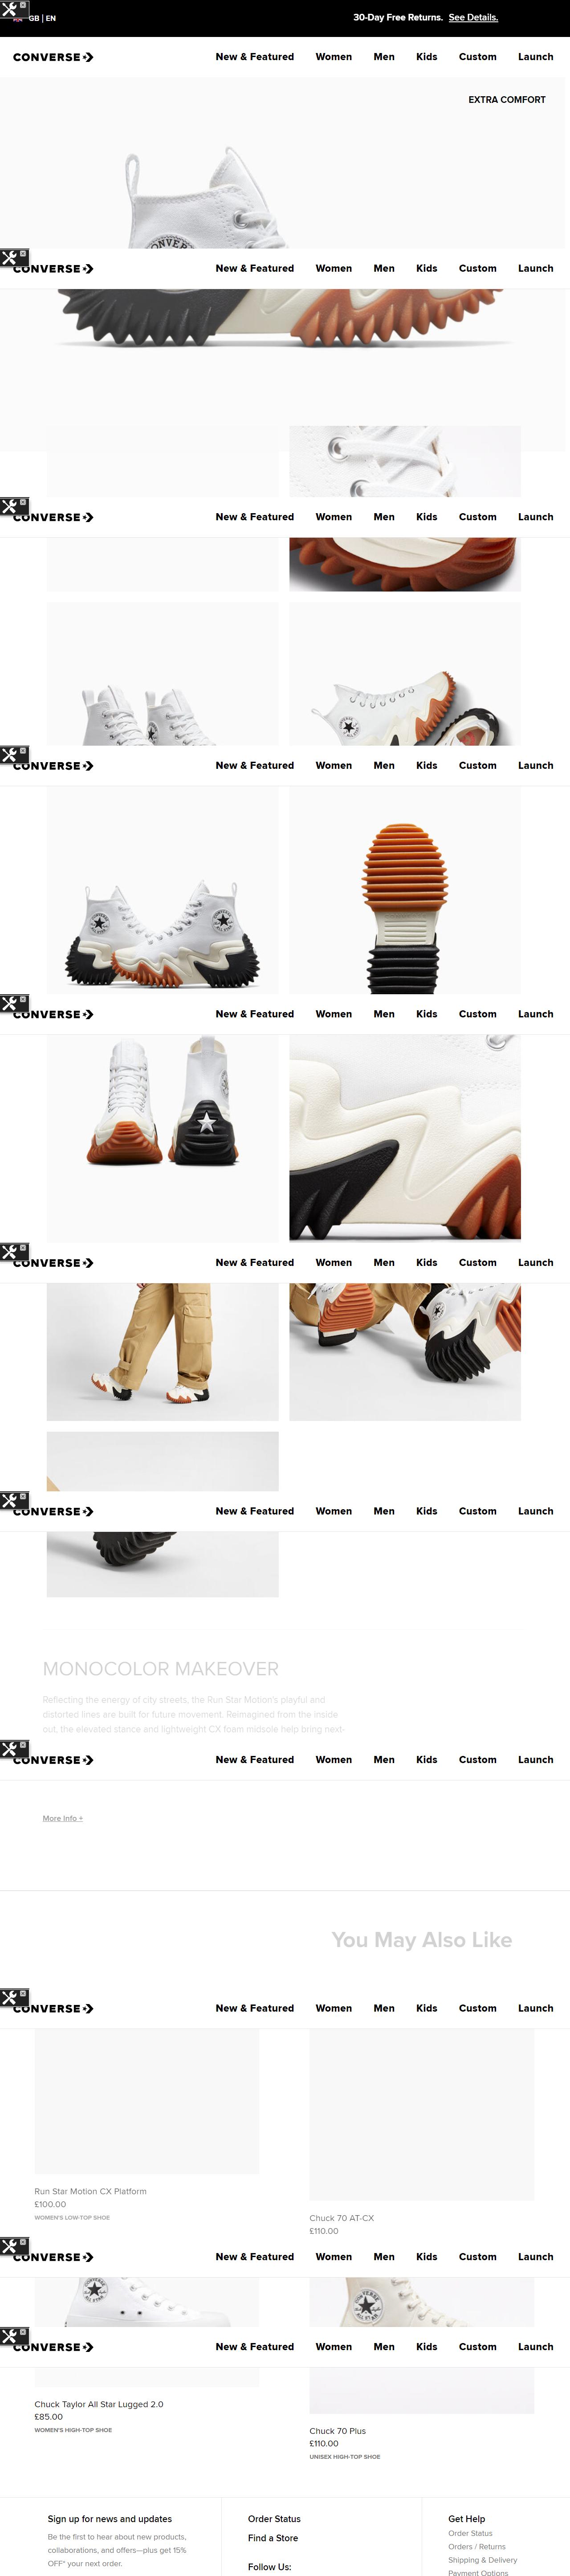 GB | EN
30-Day Free Returns. See Details.
CONVERSE
New & Featured Women Men Kids Custom Launch
EXTRA COMFORT
CONVERSE
New & Featured Women Men Kids Custom Launch
CONVERSE
New & Featured Women Men Kids Custom Launch
CONVERSE
New & Featured Women Men Kids Custom Launch
CONVERSE
New & Featured Women Men Kids Custom Launch
CONVERSE
New & Featured Women Men Kids Custom Launch
CONVERSE
New & Featured Women Men Kids Custom Launch
MONOCOLOR MAKEOVER
Reflecting the energy of city streets, the Run Star Motion's playful and
distorted lines are built for future movement. Reimagined from the inside
out, the elevated stance and lightweight CX foam midsole help bring next-
CONVERSE
New & Featured Women Men Kids Custom Launch
More Info +
You May Also Like
CONVERSE
New & Featured Women Men Kids Custom Launch
Run Star Motion CX Platform
£100.00
WOMEN'S LOW-TOP SHOE
Chuck 70 AT-CX
£110.00
CONVERSE
New & Featured Women Men Kids Custom Launch
CONVERSE
New & Featured Women Men Kids Custom Launch
Chuck Taylor All Star Lugged 2.0
£85.00
WOMEN'S HIGH-TOP SHOE
Chuck 70 Plus
£110.00
UNISEX HIGH-TOP SHOE
Sign up for news and updates
Be the first to hear about new products,
collaborations, and offers—plus get 15%
OFF* your next order.
Order Status
Find a Store
Follow Us:
Get Help
Order Status
Orders / Returns
Shipping & Delivery
Payment Options